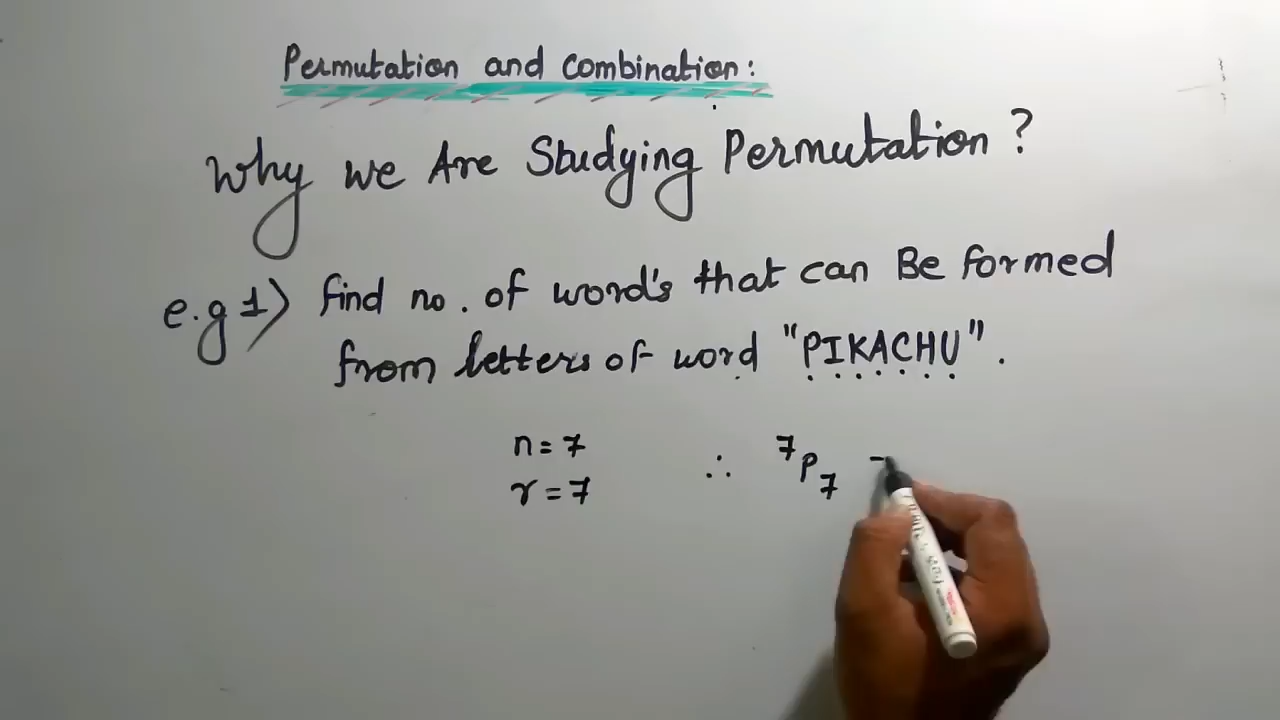 Permutation and combination:
Why we Are Studying Permutation?
e.g 1) find no. of word's that can Be formed
from letters of word "PIKACHU".
n = 7 ∴ ⁷P₇ -
r = 7